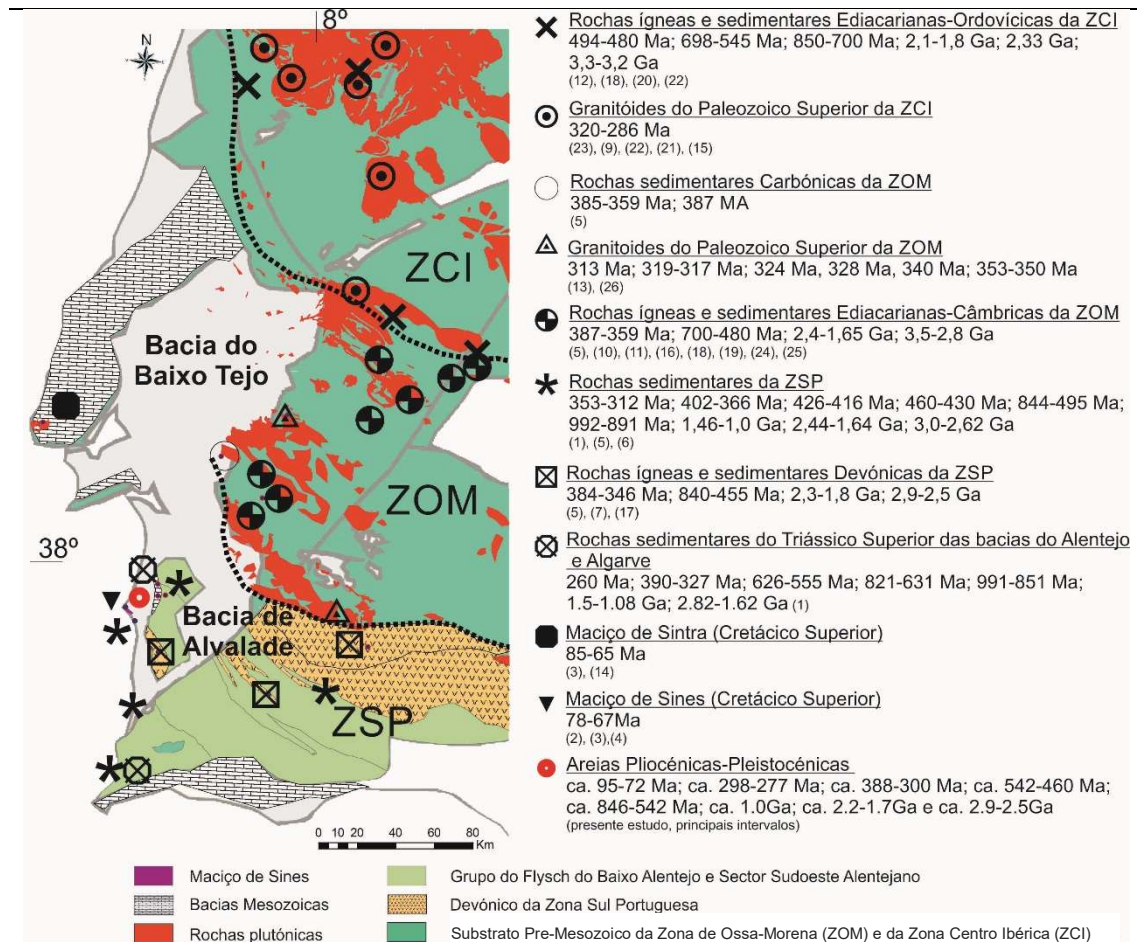 8º
N
ZCI
Bacia do
Baixo Tejo
ZOM
38º
Bacia de
Alvalade
ZSP
0 10 20 40 60 80
Km
Rochas ígneas e sedimentares Ediacarianas-Ordovícicas da ZCI
494-480 Ma; 698-545 Ma; 850-700 Ma; 2,1-1,8 Ga; 2,33 Ga;
3,3-3,2 Ga
(12), (18), (20), (22)
Granitóides do Paleozoico Superior da ZCI
320-286 Ma
(23), (9), (22), (21), (15)
Rochas sedimentares Carbónicas da ZOM
385-359 Ma; 387 MA
(5)
Granitoides do Paleozoico Superior da ZOM
313 Ma; 319-317 Ma; 324 Ma, 328 Ma, 340 Ma; 353-350 Ma
(13), (26)
Rochas ígneas e sedimentares Ediacarianas-Câmbricas da ZOM
387-359 Ma; 700-480 Ma; 2,4-1,65 Ga; 3,5-2,8 Ga
(5), (10), (11), (16), (18), (19), (24), (25)
Rochas sedimentares da ZSP
353-312 Ma; 402-366 Ma; 426-416 Ma; 460-430 Ma; 844-495 Ma;
992-891 Ma; 1,46-1,0 Ga; 2,44-1,64 Ga; 3,0-2,62 Ga
(1), (5), (6)
Rochas ígneas e sedimentares Devónicas da ZSP
384-346 Ma; 840-455 Ma; 2,3-1,8 Ga; 2,9-2,5 Ga
(5), (7), (17)
Rochas sedimentares do Triássico Superior das bacias do Alentejo
e Algarve
260 Ma; 390-327 Ma; 626-555 Ma; 821-631 Ma; 991-851 Ma;
1.5-1.08 Ga; 2.82-1.62 Ga (1)
Maciço de Sintra (Cretácico Superior)
85-65 Ma
(3), (14)
Maciço de Sines (Cretácico Superior)
78-67Ma
(2), (3),(4)
Areias Pliocénicas-Pleistocénicas
ca. 95-72 Ma; ca. 298-277 Ma; ca. 388-300 Ma; ca. 542-460 Ma;
ca. 846-542 Ma; ca. 1.0Ga; ca. 2.2-1.7Ga e ca. 2.9-2.5Ga
(presente estudo, principais intervalos)
Maciço de Sines
Bacias Mesozoicas
Rochas plutónicas
Grupo do Flysch do Baixo Alentejo e Sector Sudoeste Alentejano
Devónico da Zona Sul Portuguesa
Substrato Pre-Mesozoico da Zona de Ossa-Morena (ZOM) e da Zona Centro Ibérica (ZCI)